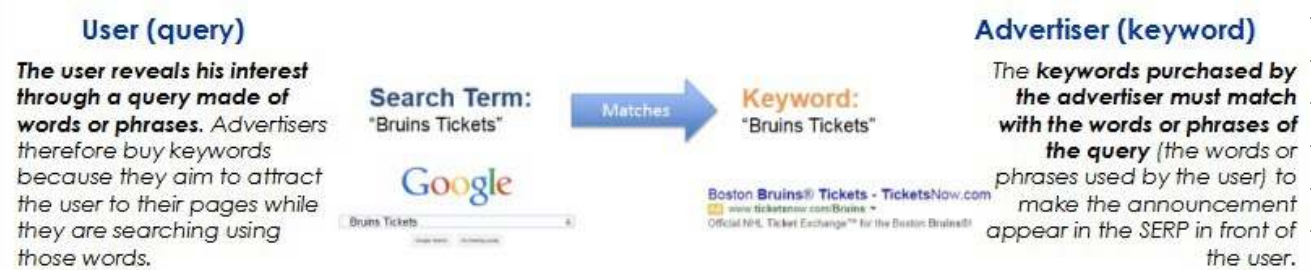 User (query)
The user reveals his interest
through a query made of
words or phrases. Advertisers
therefore buy keywords
because they aim to attract
the user to their pages while
they are searching using
those words.
Search Term:
"Bruins Tickets"
Google
Bruins Tickets
Matches
Keyword:
"Bruins Tickets"
Boston Bruins® Tickets - TicketsNow.com
www.ticketsnow.com/Bruins
Official NHL Ticket Exchange™ for the Boston Bruins®!
Advertiser (keyword)
The keywords purchased by
the advertiser must match
with the words or phrases of
the query (the words or
phrases used by the user) to
make the announcement
appear in the SERP in front of
the user.